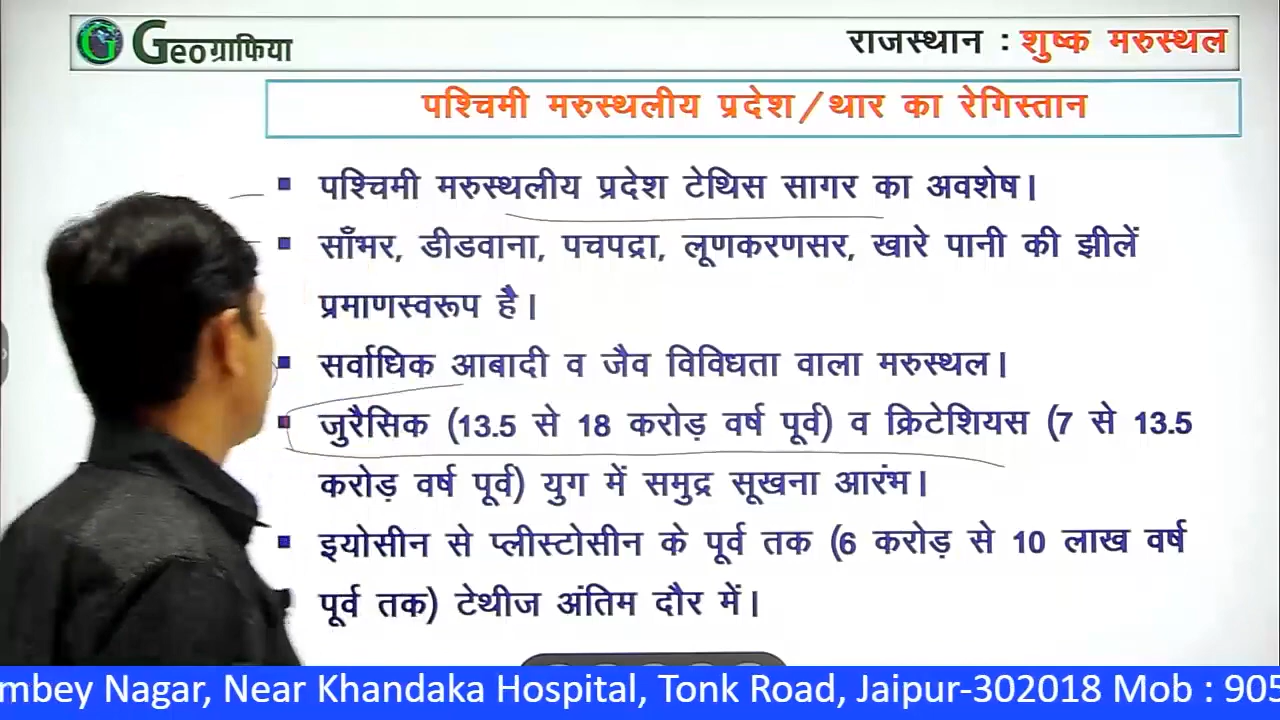 Geoग्राफिया
राजस्थान : शुष्क मरुस्थल
पश्चिमी मरुस्थलीय प्रदेश/थार का रेगिस्तान
पश्चिमी मरुस्थलीय प्रदेश टेथिस सागर का अवशेष।
साँभर, डीडवाना, पचपद्रा, लूणकरणसर, खारे पानी की झीलें
प्रमाणस्वरूप है।
सर्वाधिक आबादी व जैव विविधता वाला मरुस्थल।
जुरैसिक (13.5 से 18 करोड़ वर्ष पूर्व) व क्रिटेशियस (7 से 13.5
करोड़ वर्ष पूर्व) युग में समुद्र सूखना आरंभ।
इयोसीन से प्लीस्टोसीन के पूर्व तक (6 करोड़ से 10 लाख वर्ष
पूर्व तक) टेथीज अंतिम दौर में।
mbey Nagar, Near Khandaka Hospital, Tonk Road, Jaipur-302018 Mob : 905